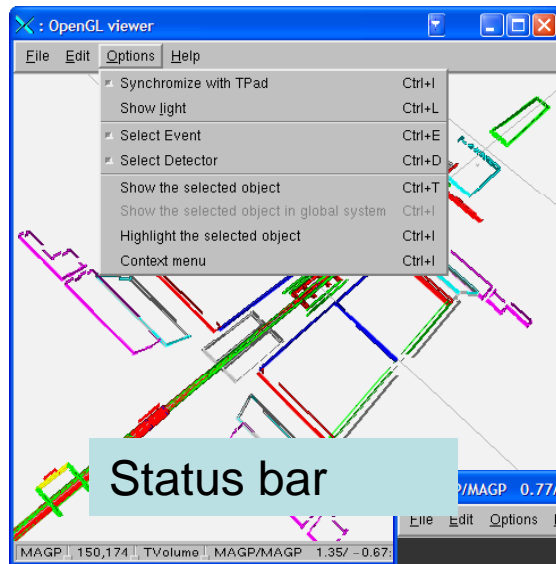 : OpenGL viewer
File Edit Options Help
Synchronize with TPad Ctrl+I
Show light Ctrl+L
Select Event Ctrl+E
Select Detector Ctrl+D
Show the selected object Ctrl+T
Show the selected object in global system Ctrl+I
Highlight the selected object Ctrl+I
Context menu Ctrl+I
Status bar
P/MAGP 0.77/
File Edit Options
MAGP 150,174 TVolume MAGP/MAGP 1.35/ -0.67: